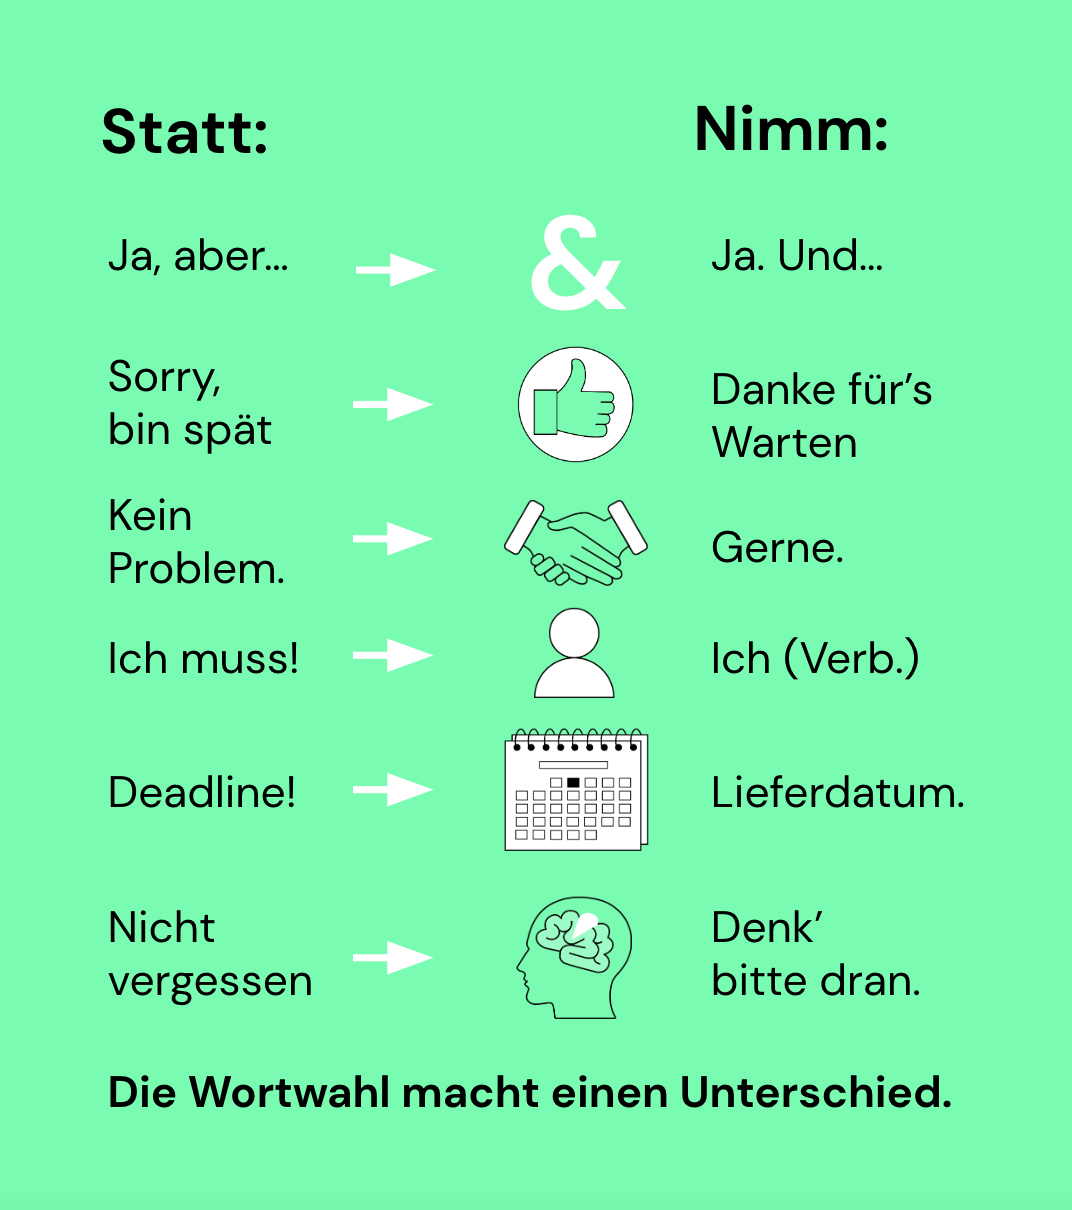 Statt:
Nimm:
Ja, aber...
&
Ja. Und...
Sorry,
bin spät
Danke für’s
Warten
Kein
Problem.
Gerne.
Ich muss!
Ich (Verb.)
Deadline!
Lieferdatum.
Nicht
vergessen
Denk’
bitte dran.
Die Wortwahl macht einen Unterschied.